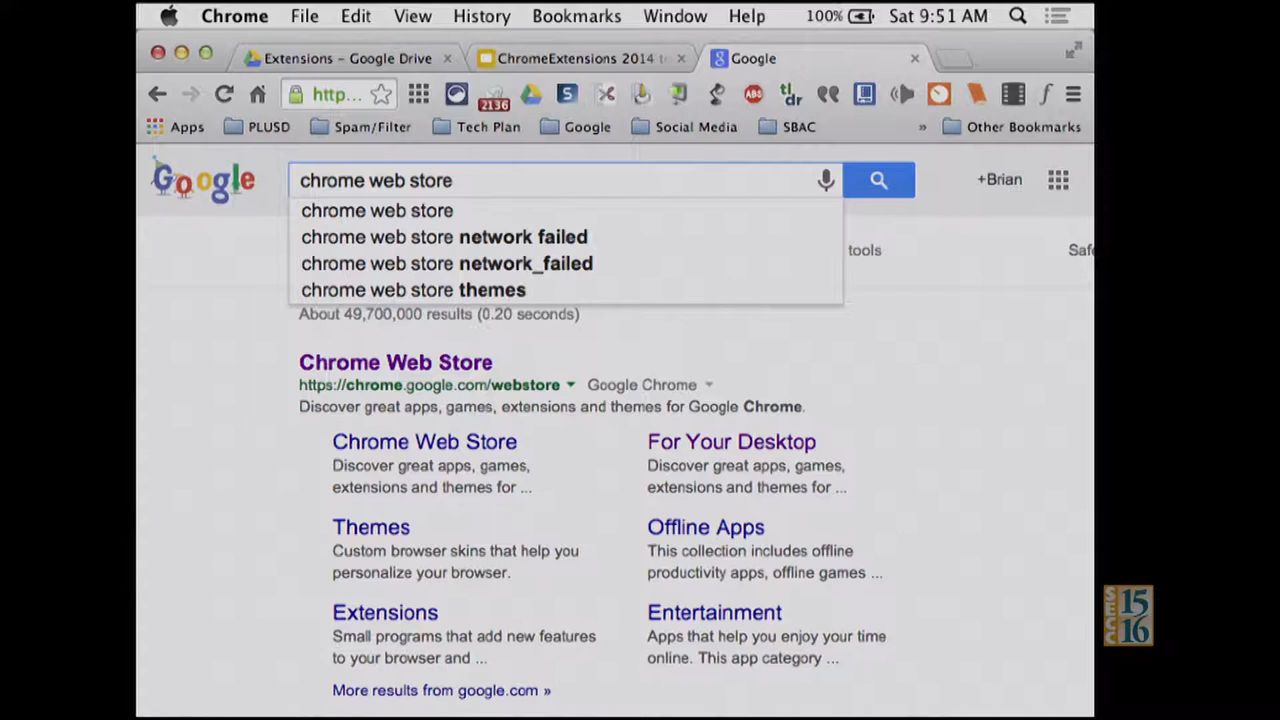 Chrome File Edit View History Bookmarks Window Help 100% Sat 9:51 AM
Extensions - Google Drive ChromeExtensions 2014 Google
http... 2136 S ABS tl;dr f
Apps PLUSD Spam/Filter Tech Plan Google Social Media SBAC » Other Bookmarks
Google chrome web store +Brian
chrome web store
chrome web store network failed
chrome web store network_failed
chrome web store themes
tools Safe
About 49,700,000 results (0.20 seconds)
Chrome Web Store
https://chrome.google.com/webstore Google Chrome
Discover great apps, games, extensions and themes for Google Chrome.
Chrome Web Store
Discover great apps, games,
extensions and themes for ...
For Your Desktop
Discover great apps, games,
extensions and themes for ...
Themes
Custom browser skins that help you
personalize your browser.
Offline Apps
This collection includes offline
productivity apps, offline games ...
Extensions
Small programs that add new features
to your browser and ...
Entertainment
Apps that help you enjoy your time
online. This app category ...
More results from google.com »
SECC
15
16